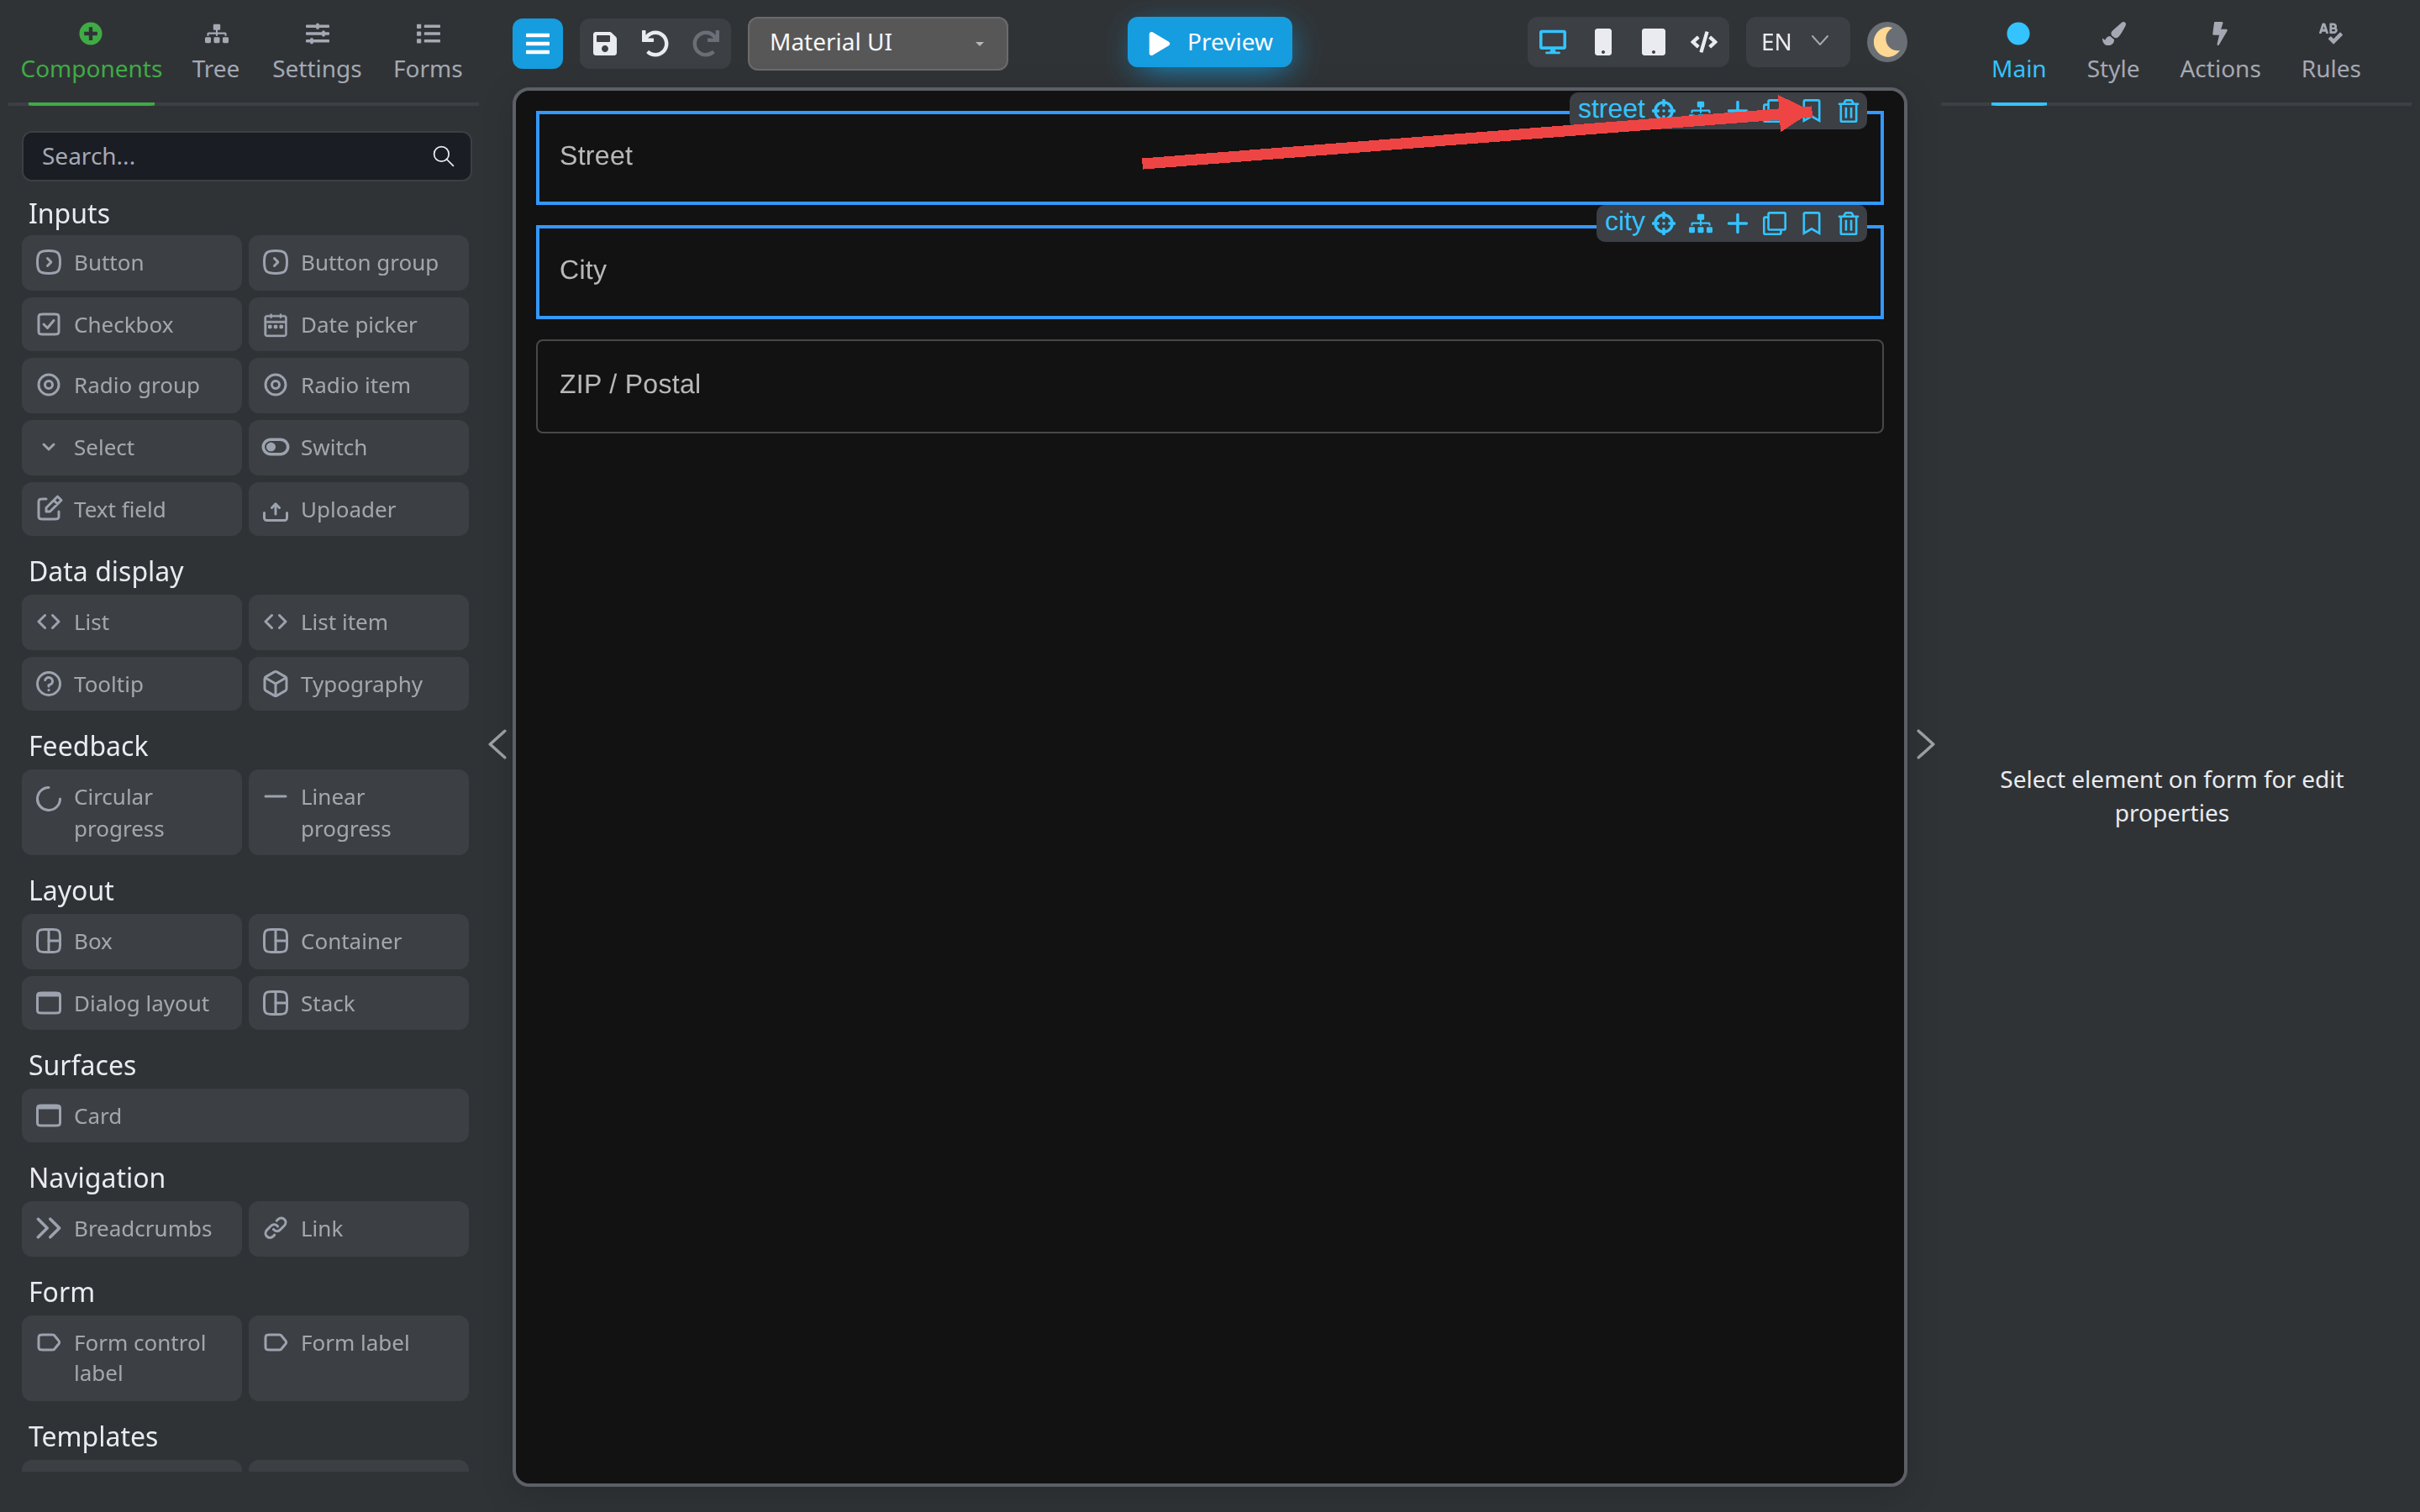 Components
Tree
Settings
Forms
Material UI
Preview
EN
Main
Style
Actions
Rules
Search...
Inputs
Button
Button group
Checkbox
Date picker
Radio group
Radio item
Select
Switch
Text field
Uploader
Data display
List
List item
Tooltip
Typography
Feedback
Circular
progress
Linear
progress
Layout
Box
Container
Dialog layout
Stack
Surfaces
Card
Navigation
Breadcrumbs
Link
Form
Form control
label
Form label
Templates
street
Street
city
City
ZIP / Postal
Select element on form for edit
properties